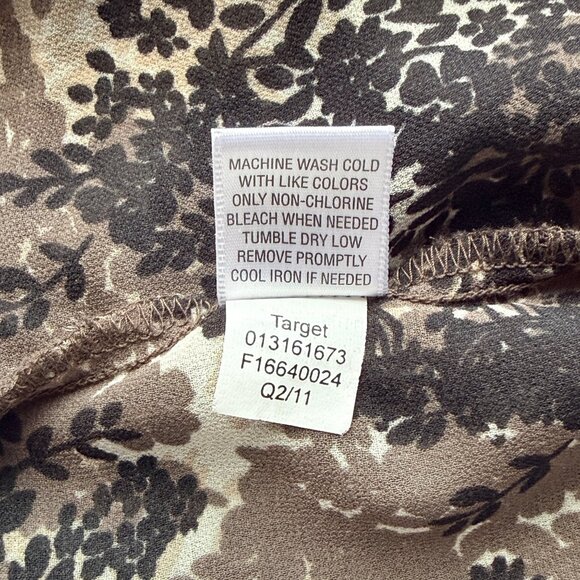 MACHINE WASH COLD
WITH LIKE COLORS
ONLY NON-CHLORINE
BLEACH WHEN NEEDED
TUMBLE DRY LOW
REMOVE PROMPTLY
COOL IRON IF NEEDED
Target
013161673
F16640024
Q2/11